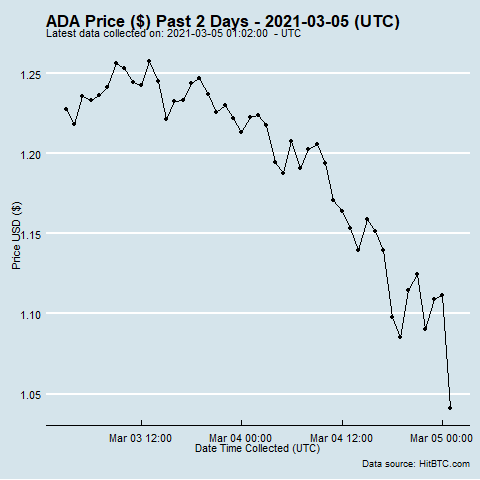 ADA Price ($) Past 2 Days - 2021-03-05 (UTC)
Latest data collected on: 2021-03-05 01:02:00  - UTC
1.25
1.20
1.15
1.10
1.05
Price USD ($)
Mar 03 12:00
Mar 04 00:00
Mar 04 12:00
Mar 05 00:00
Date Time Collected (UTC)
Data source: HitBTC.com